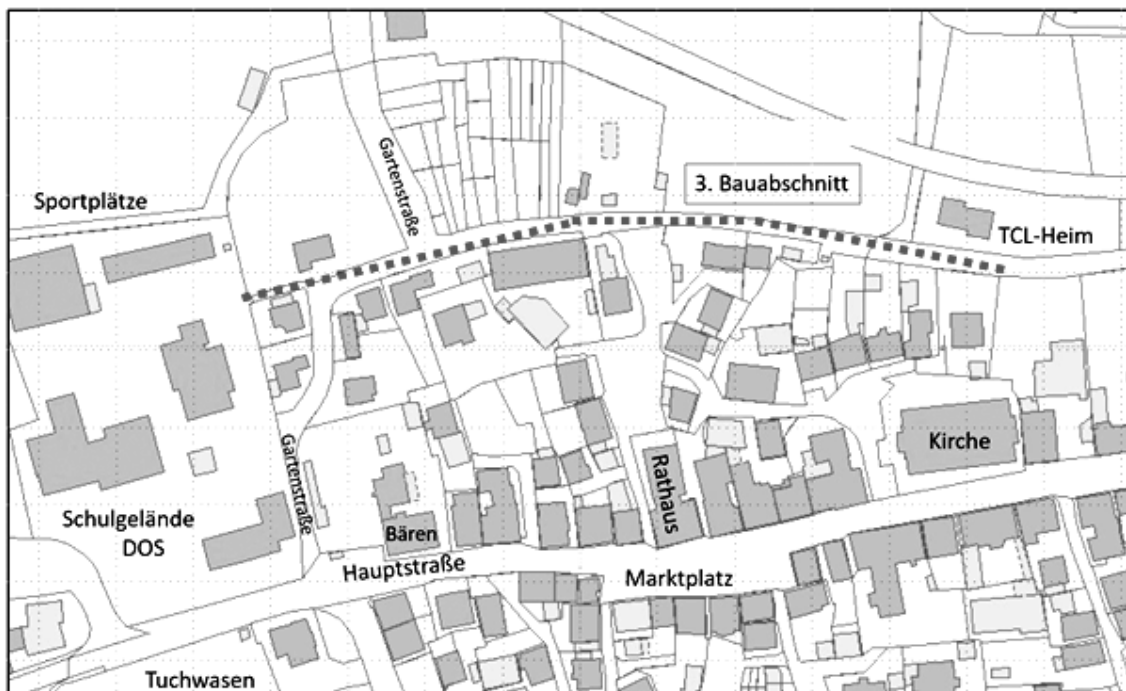 Gartenstraße
3. Bauabschnitt
Sportplätze
TCL-Heim
Kirche
Rathaus
Gartenstraße
Schulgelände
DOS
Bären
Hauptstraße
Marktplatz
Tuchwasen